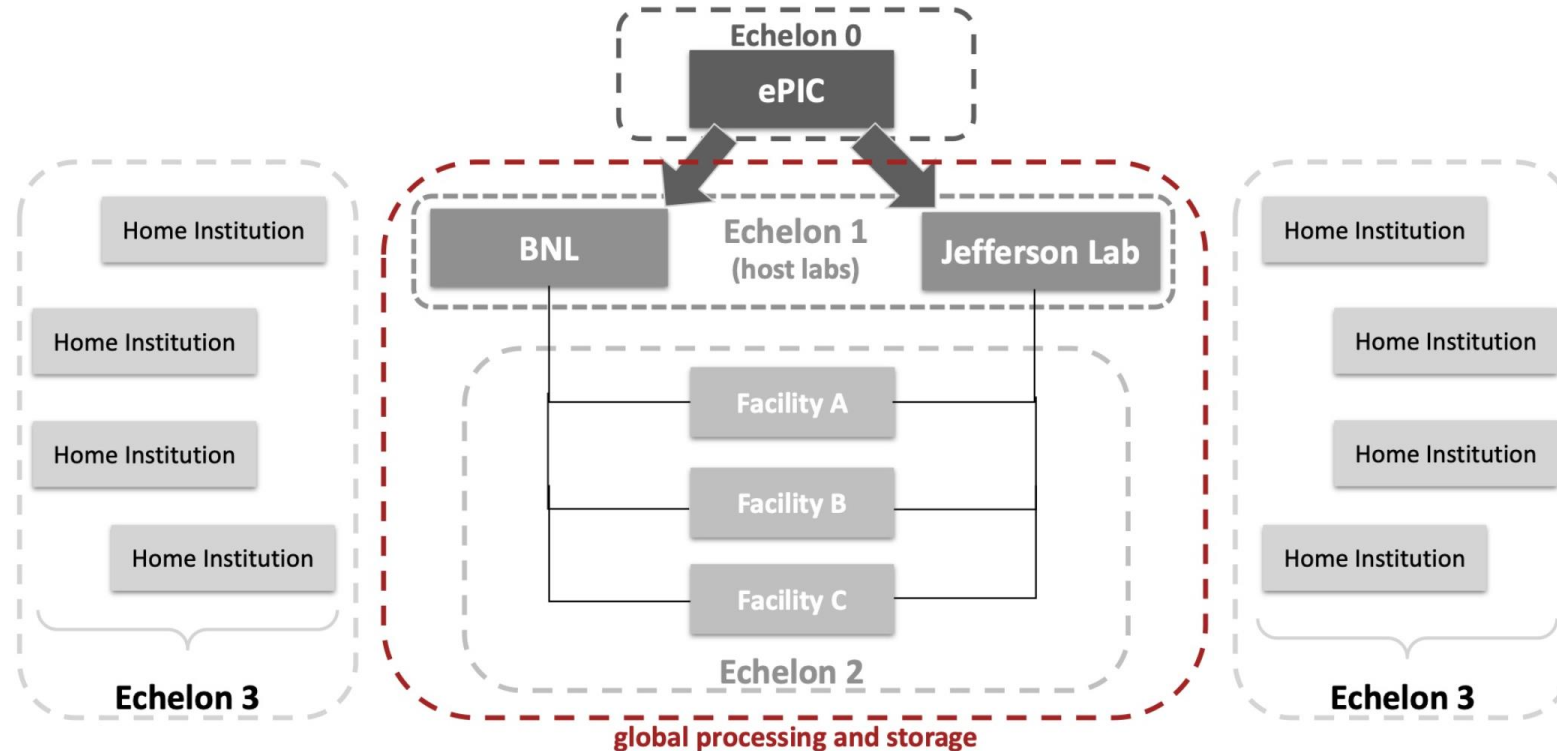 Echelon 0
ePIC
BNL
Echelon 1
(host labs)
Jefferson Lab
Home Institution
Home Institution
Home Institution
Home Institution
Echelon 3
Facility A
Facility B
Facility C
Echelon 2
global processing and storage
Home Institution
Home Institution
Home Institution
Home Institution
Echelon 3